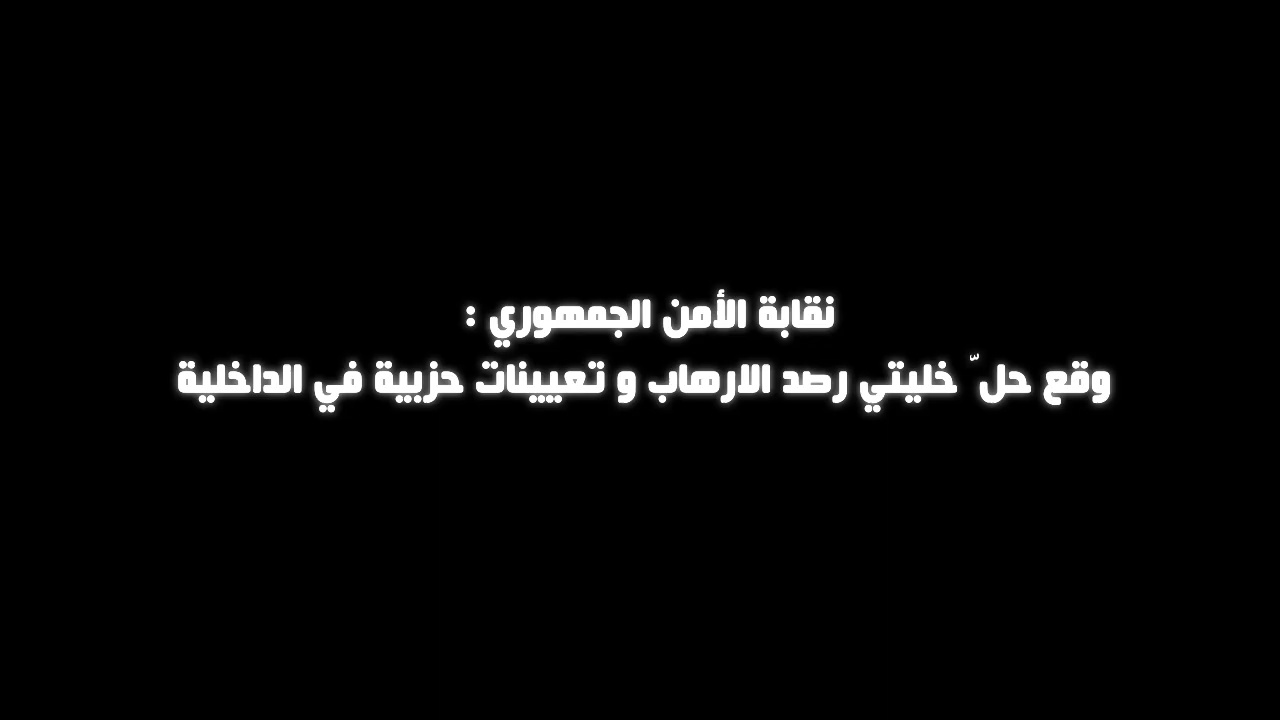 نقابة الأمن الجمهوري :
وقع حلّ خليتي رصد الارهاب و تعيينات حزبية في الداخلية